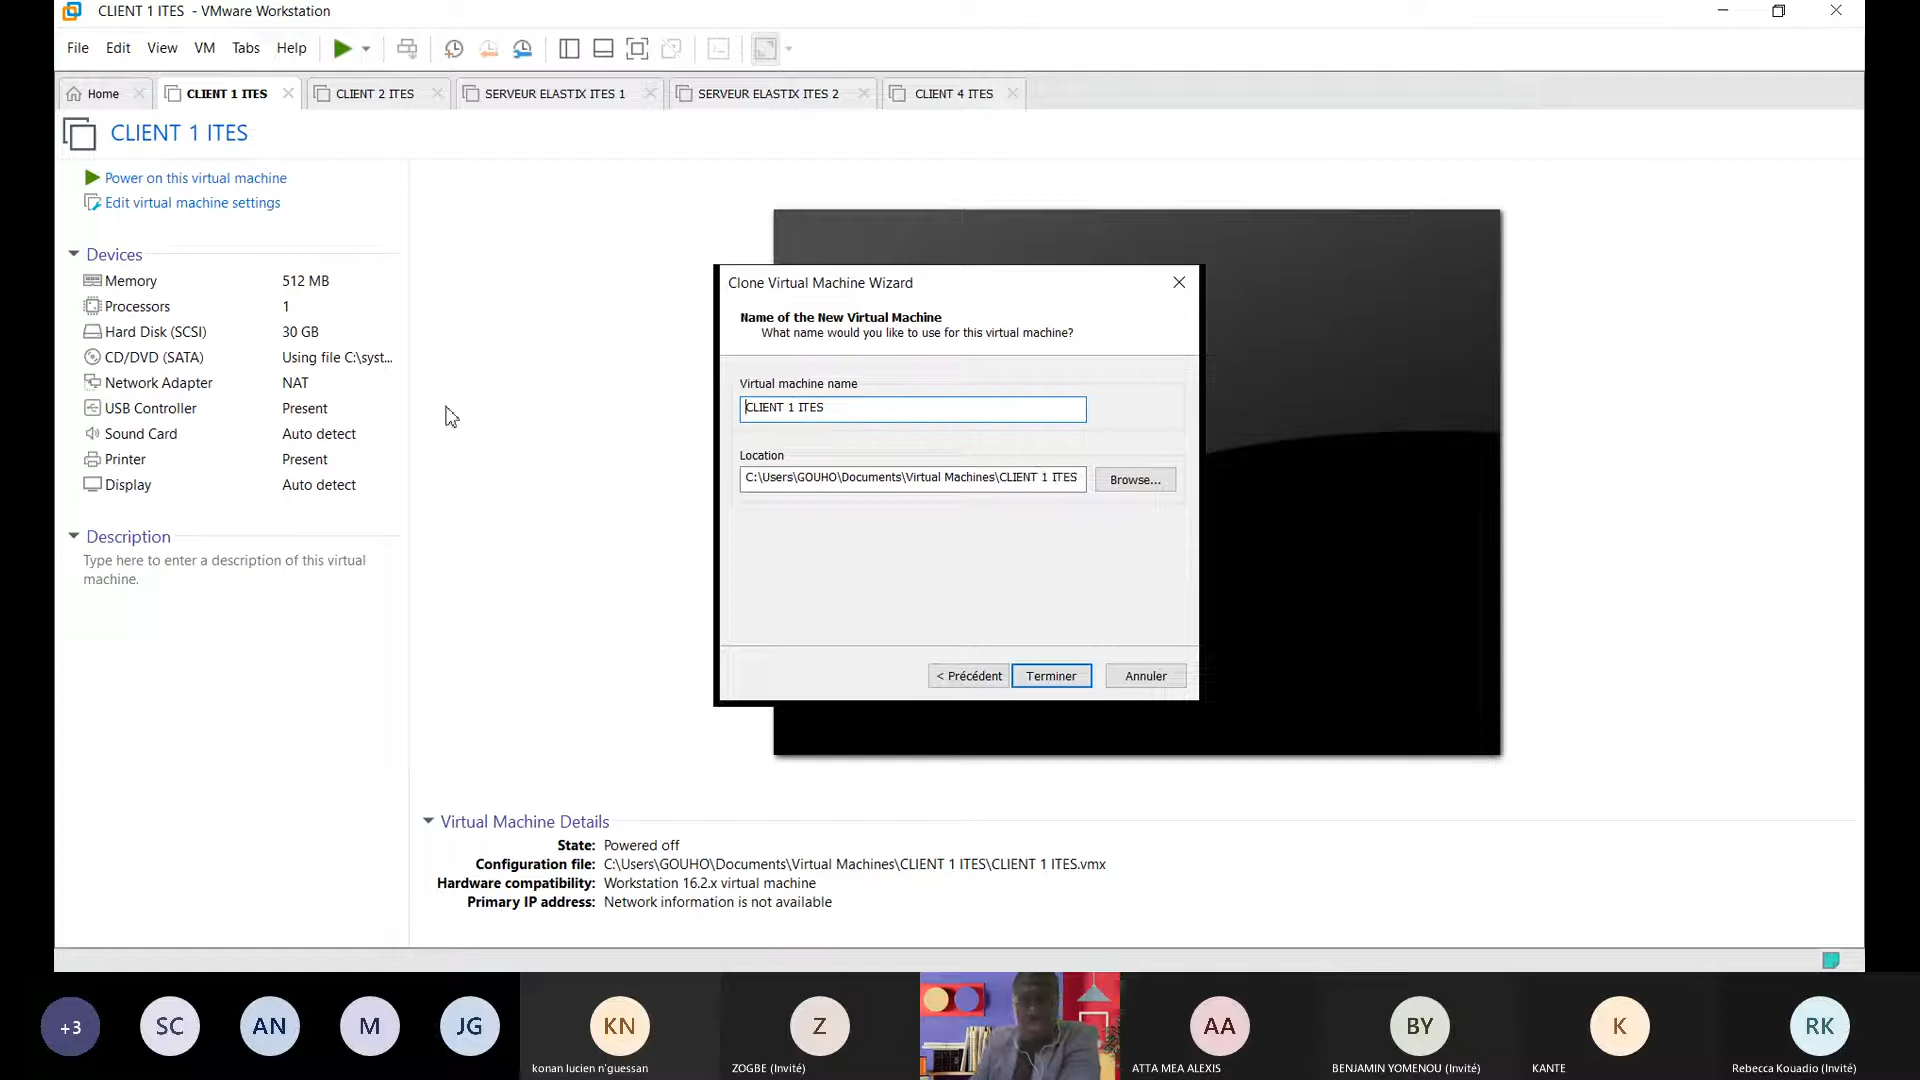 CLIENT 1 ITES - VMware Workstation
File Edit View VM Tabs Help
Home CLIENT 1 ITES CLIENT 2 ITES SERVEUR ELASTIX ITES 1 SERVEUR ELASTIX ITES 2 CLIENT 4 ITES
CLIENT 1 ITES
Power on this virtual machine
Edit virtual machine settings
Devices
Memory 512 MB
Processors 1
Hard Disk (SCSI) 30 GB
CD/DVD (SATA) Using file C:\syst...
Network Adapter NAT
USB Controller Present
Sound Card Auto detect
Printer Present
Display Auto detect
Description
Type here to enter a description of this virtual
machine.
Clone Virtual Machine Wizard
Name of the New Virtual Machine
What name would you like to use for this virtual machine?
Virtual machine name
CLIENT 1 ITES
Location
C:\Users\GOUHO\Documents\Virtual Machines\CLIENT 1 ITES
Browse...
< Précédent Terminer Annuler
Virtual Machine Details
State: Powered off
Configuration file: C:\Users\GOUHO\Documents\Virtual Machines\CLIENT 1 ITES\CLIENT 1 ITES.vmx
Hardware compatibility: Workstation 16.2.x virtual machine
Primary IP address: Network information is not available
+3 SC AN M JG KN Z AA BY K RK
konan lucien n'guessan ZOGBE (Invité) ATTA MEA ALEXIS BENJAMIN YOMENOU (Invité) KANTE Rebecca Kouadio (Invité)